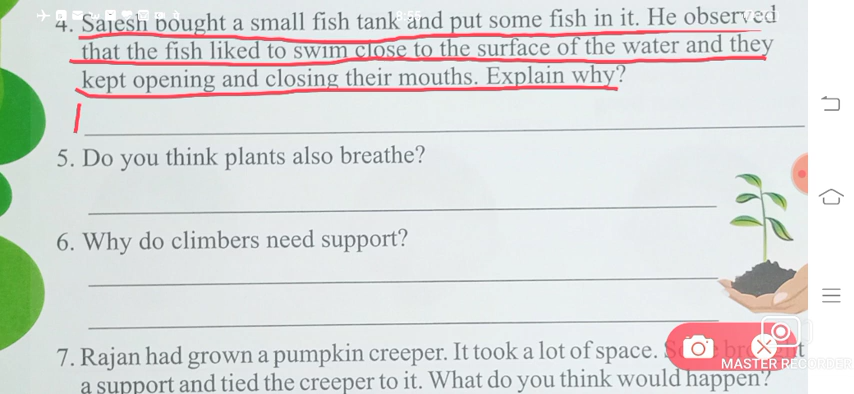 4. Sajesh bought a small fish tank and put some fish in it. He observed
that the fish liked to swim close to the surface of the water and they
kept opening and closing their mouths. Explain why?
5. Do you think plants also breathe?
6. Why do climbers need support?
7. Rajan had grown a pumpkin creeper. It took a lot of space.
a support and tied the creeper to it. What do you think would happen?
MASTER RECORDER